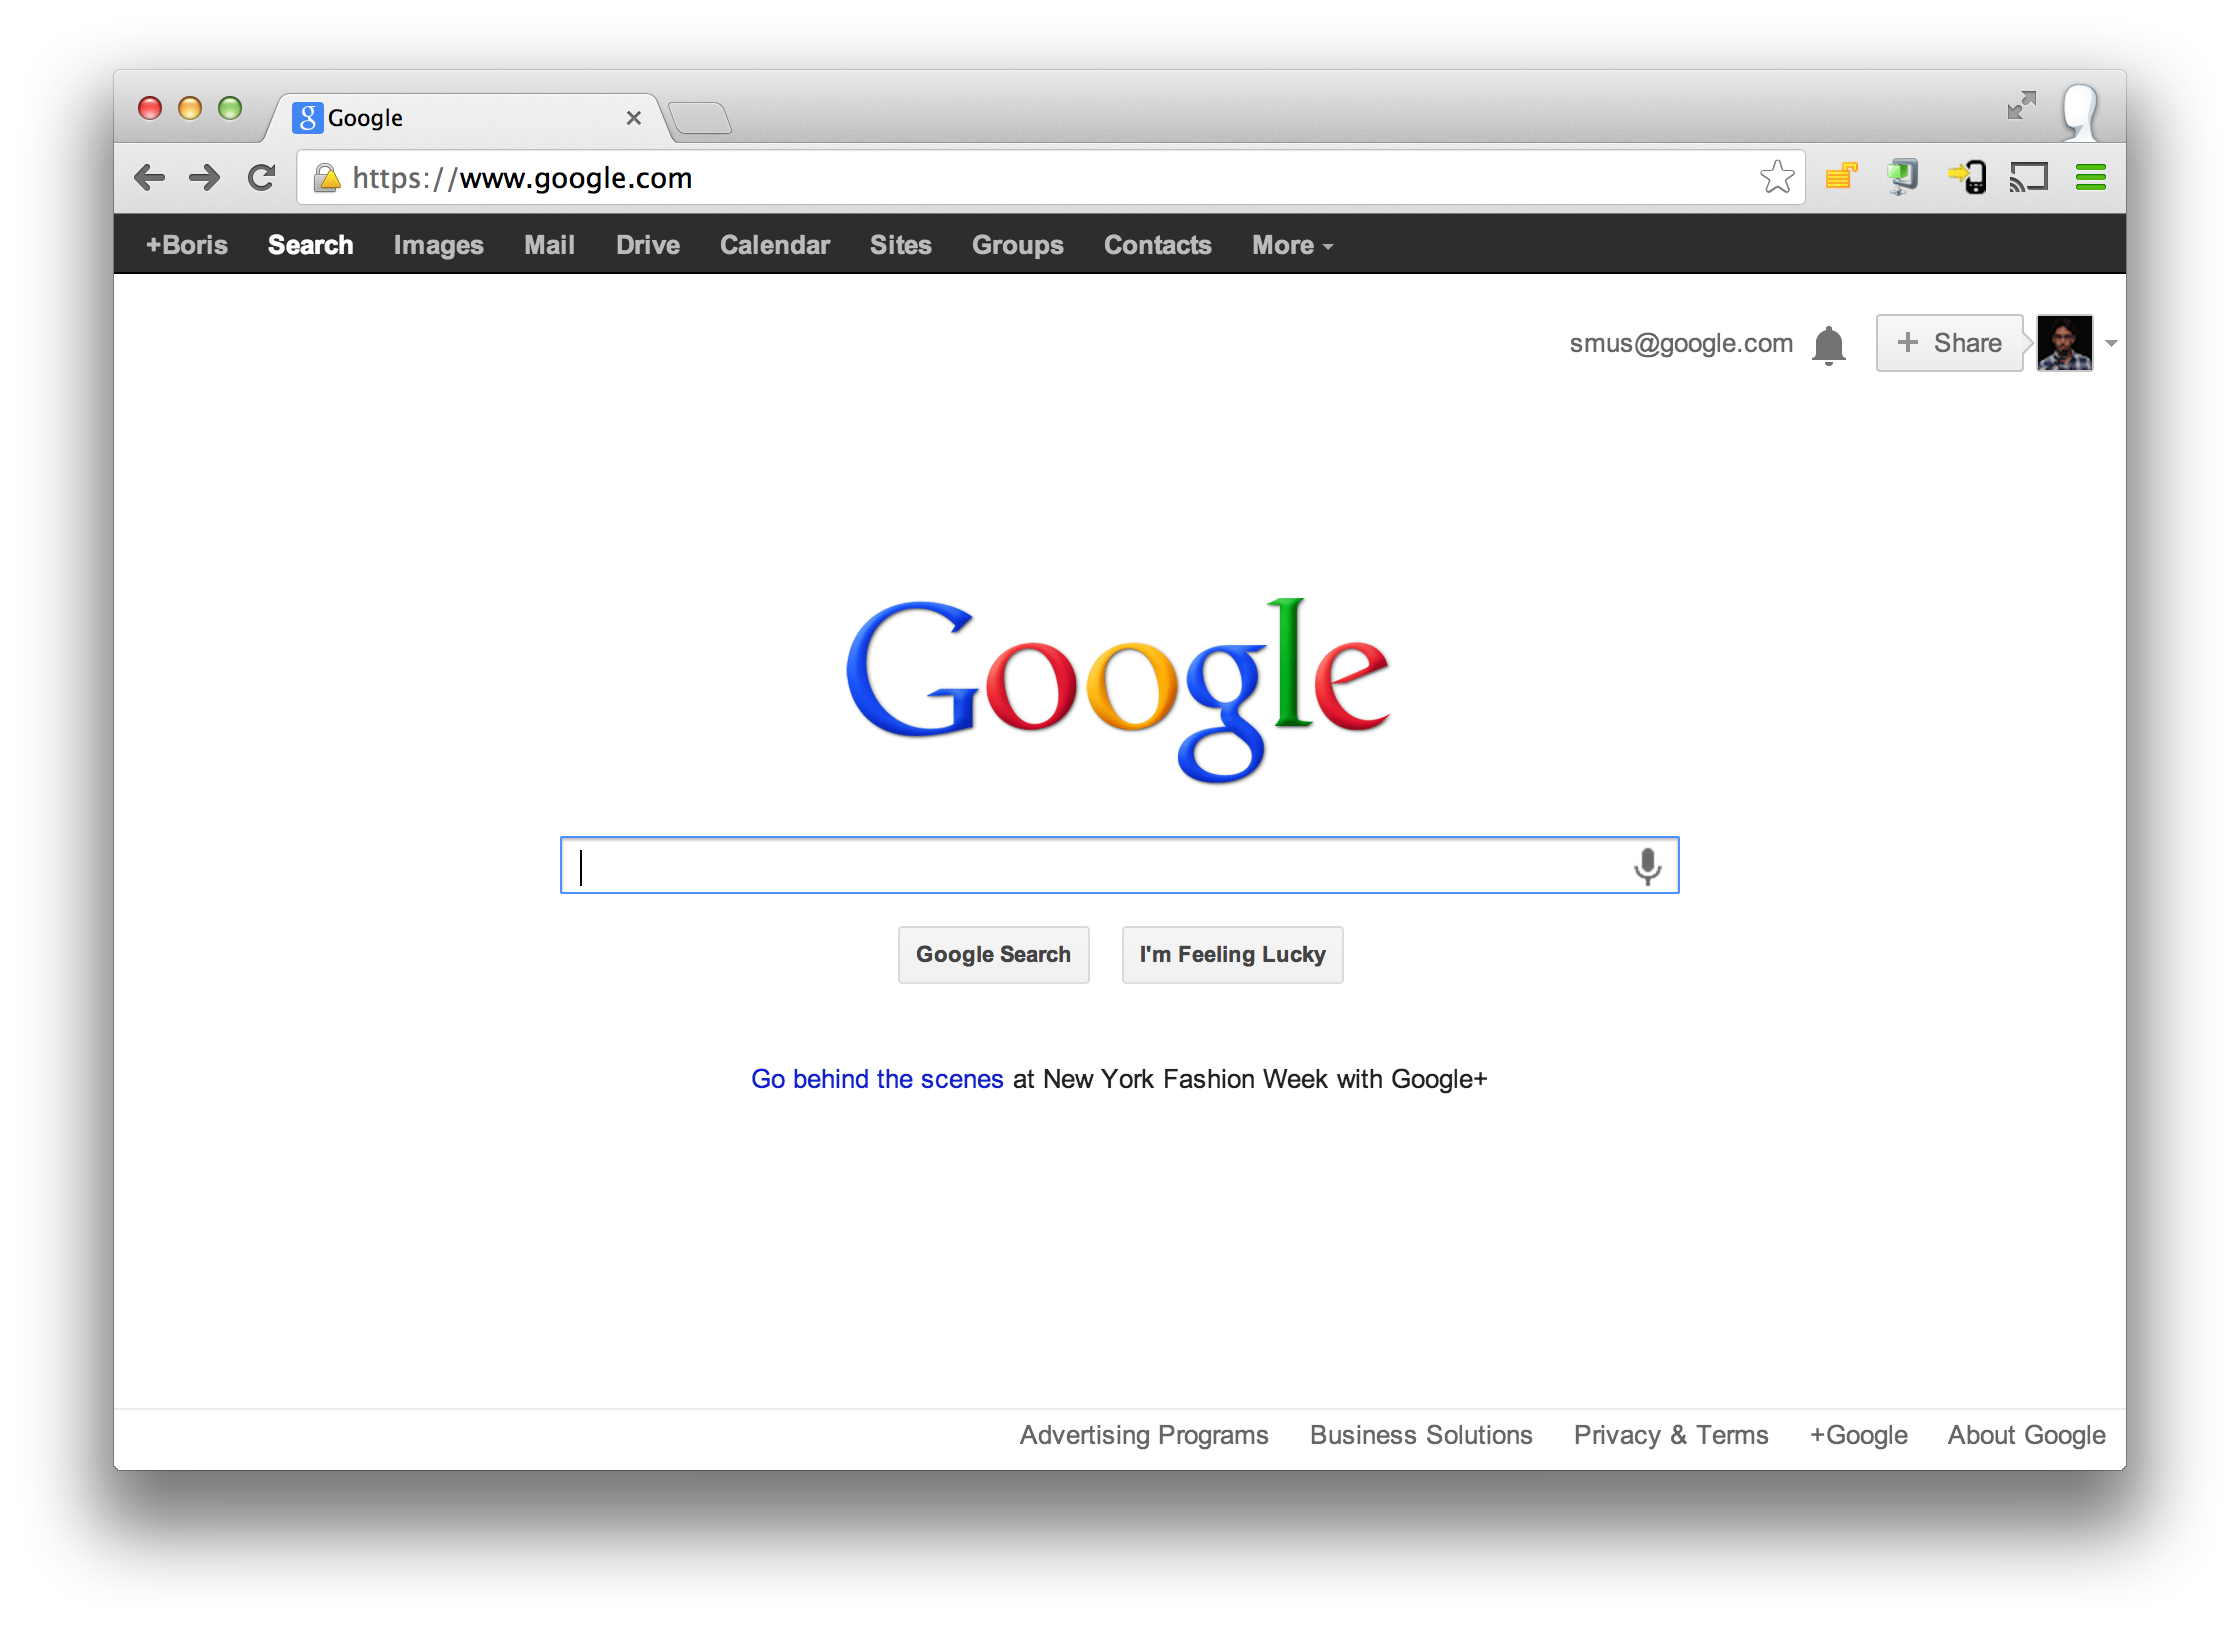 g Google
https://www.google.com
+Boris Search Images Mail Drive Calendar Sites Groups Contacts More
smus@google.com + Share
Google
Google Search I'm Feeling Lucky
Go behind the scenes at New York Fashion Week with Google+
Advertising Programs Business Solutions Privacy & Terms +Google About Google